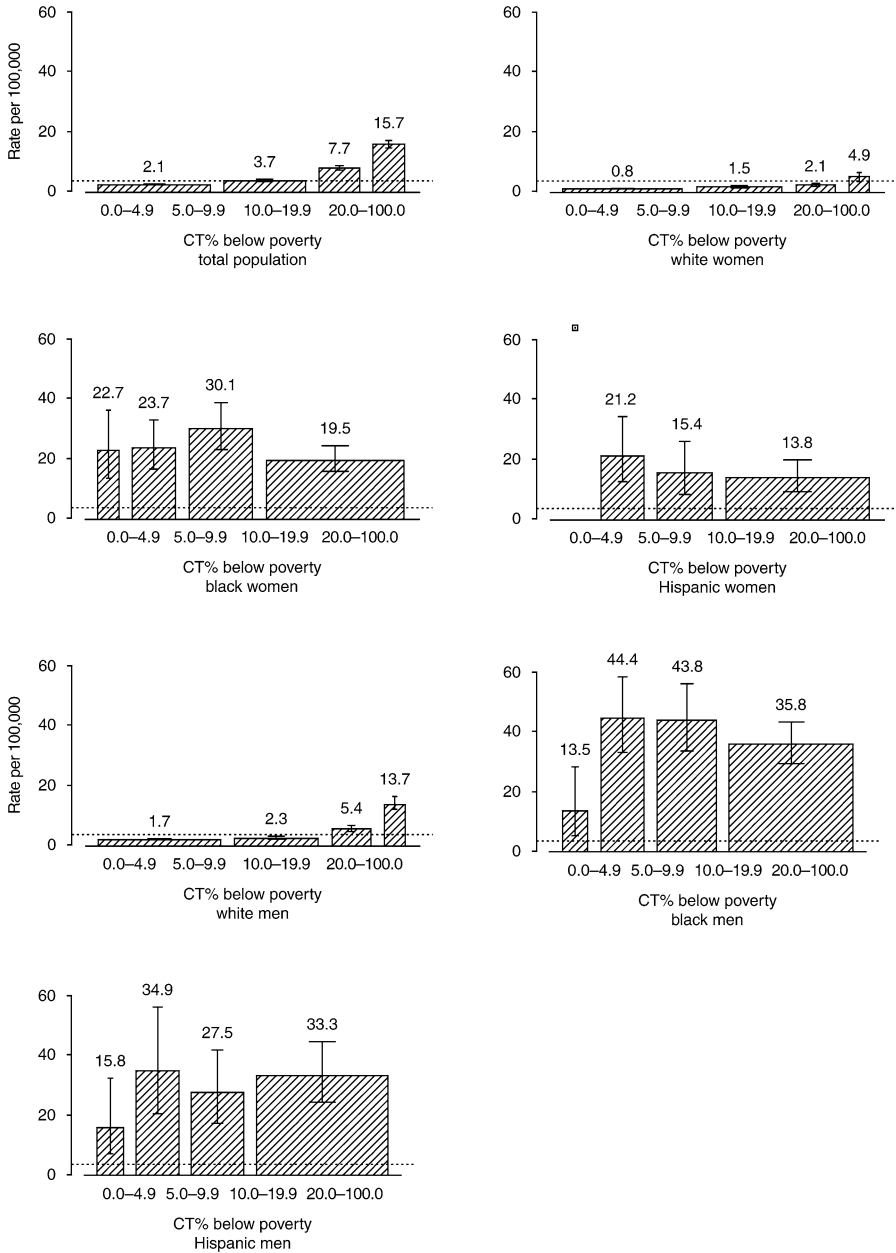 Rate per 100,000
60
40
20
0
2.1
3.7
7.7
15.7
0.0–4.9 5.0–9.9 10.0–19.9 20.0–100.0
CT% below poverty
total population
60
40
20
0
0.8
1.5
2.1
4.9
0.0–4.9 5.0–9.9 10.0–19.9 20.0–100.0
CT% below poverty
white women
60
40
20
0
22.7
23.7
30.1
19.5
0.0–4.9 5.0–9.9 10.0–19.9 20.0–100.0
CT% below poverty
black women
60
40
20
0
21.2
15.4
13.8
0.0–4.9 5.0–9.9 10.0–19.9 20.0–100.0
CT% below poverty
Hispanic women
Rate per 100,000
60
40
20
0
1.7
2.3
5.4
13.7
0.0–4.9 5.0–9.9 10.0–19.9 20.0–100.0
CT% below poverty
white men
60
40
20
0
13.5
44.4
43.8
35.8
0.0–4.9 5.0–9.9 10.0–19.9 20.0–100.0
CT% below poverty
black men
60
40
20
0
15.8
34.9
27.5
33.3
0.0–4.9 5.0–9.9 10.0–19.9 20.0–100.0
CT% below poverty
Hispanic men